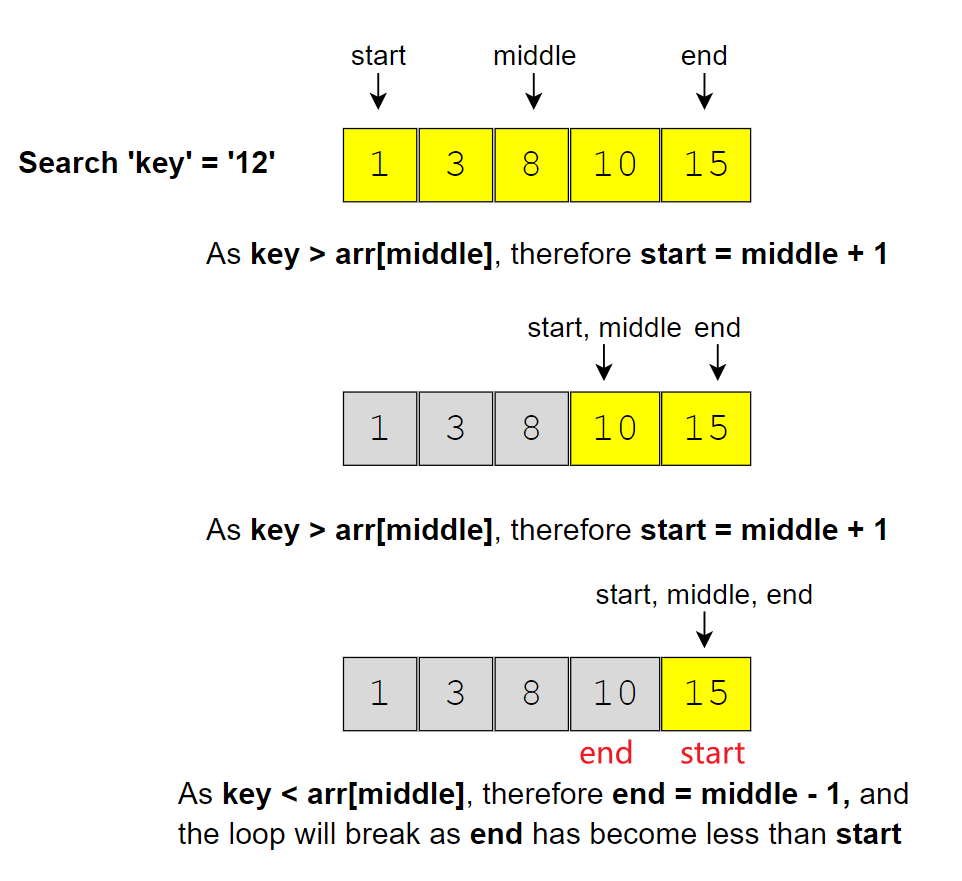 start middle end
Search 'key' = '12'
1 3 8 10 15
As key > arr[middle], therefore start = middle + 1
start, middle end
1 3 8 10 15
As key > arr[middle], therefore start = middle + 1
start, middle, end
1 3 8 10 15
end start
As key < arr[middle], therefore end = middle - 1, and
the loop will break as end has become less than start